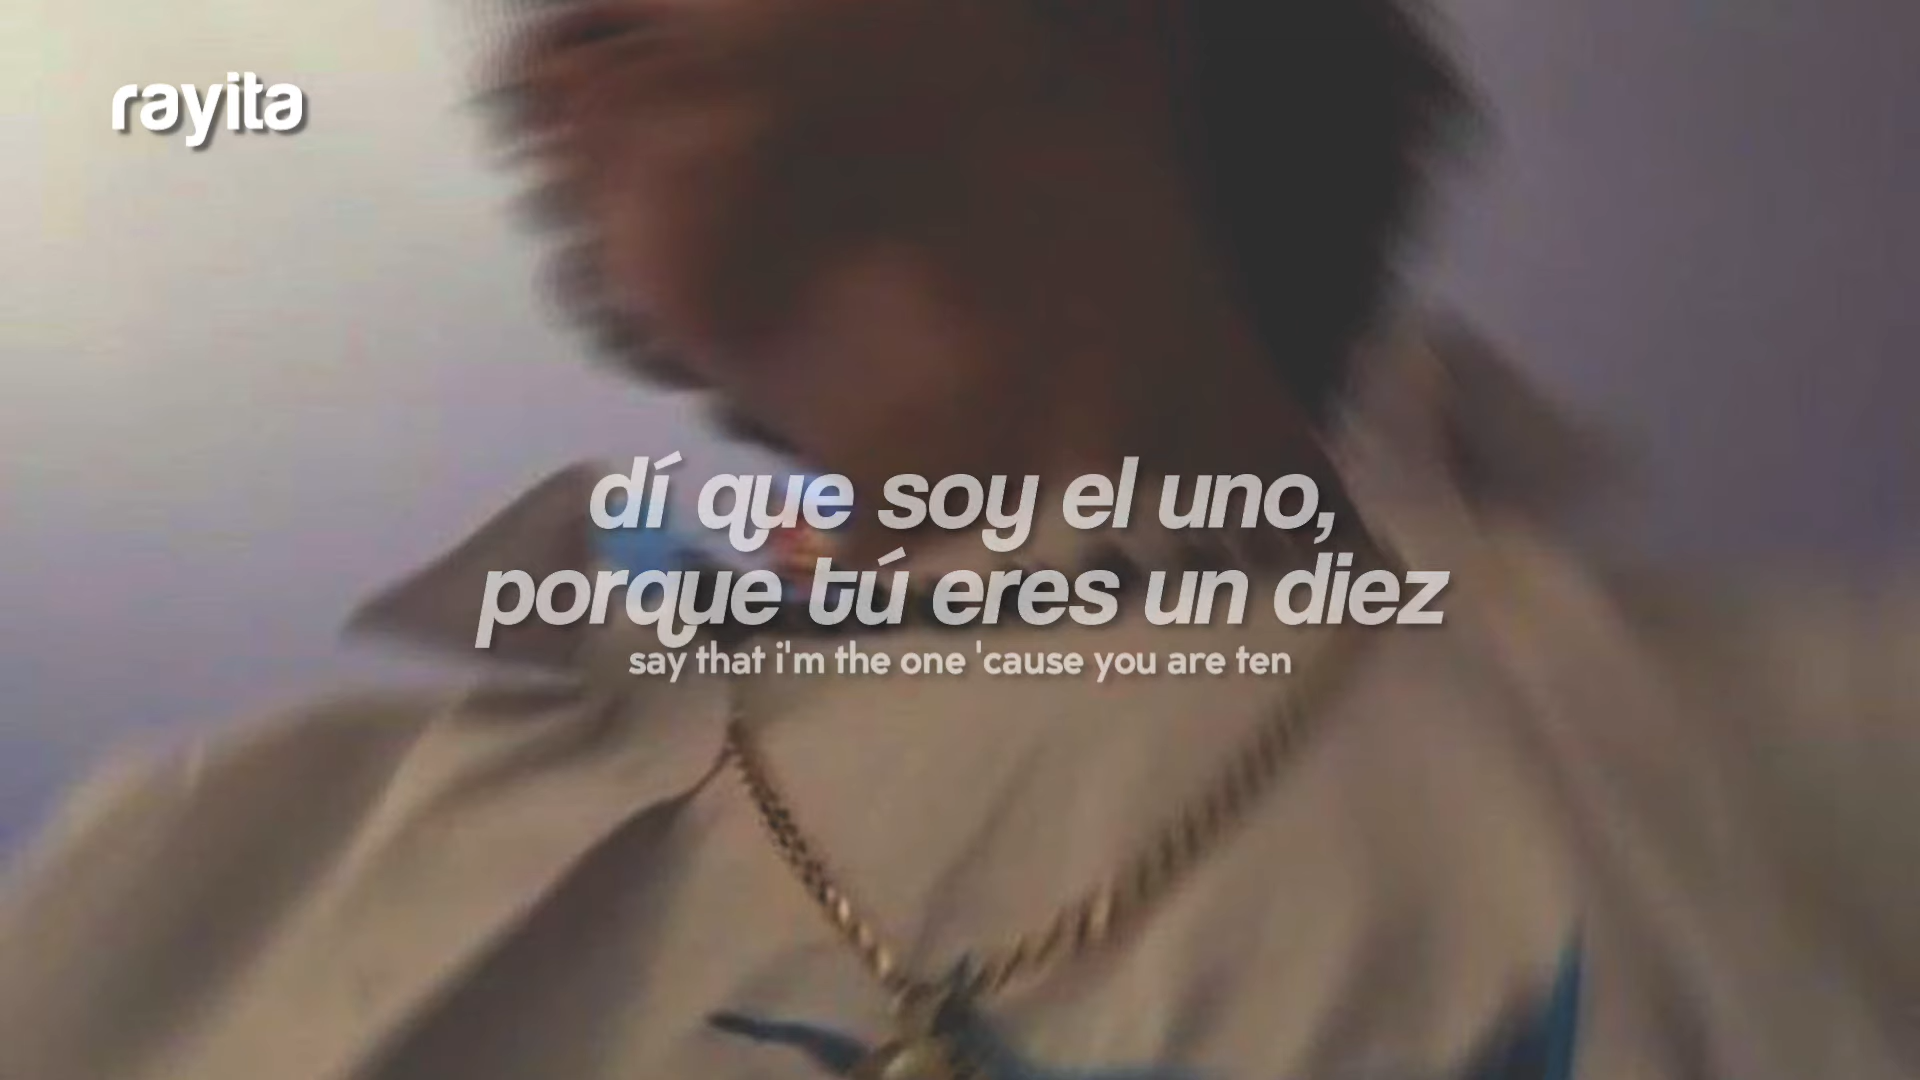 rayita
dí que soy el uno,
porque tú eres un diez
say that i'm the one 'cause you are ten